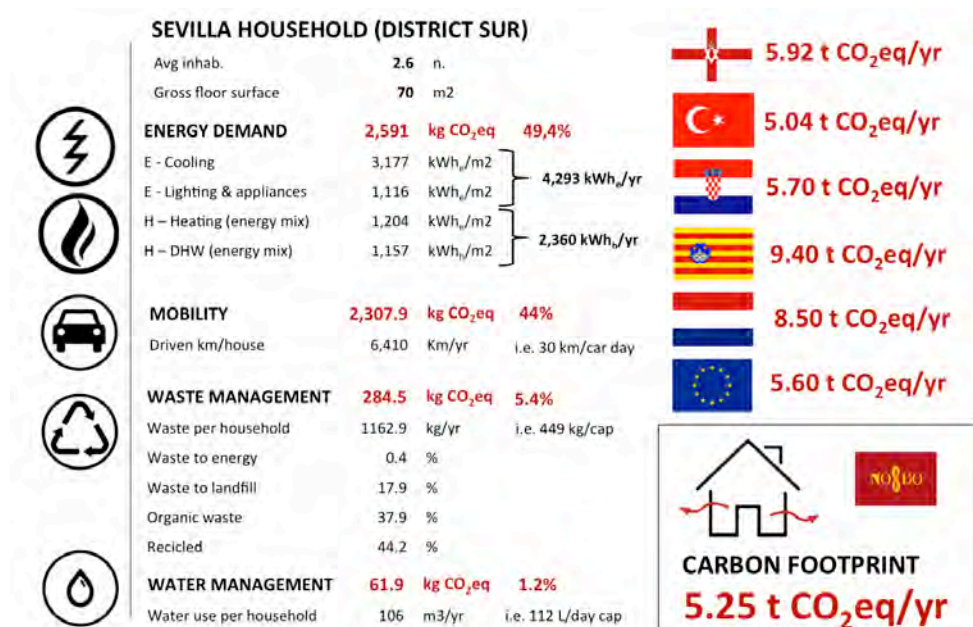 SEVILLA HOUSEHOLD (DISTRICT SUR)
Avg inhab. 2.6 n.
Gross floor surface 70 m2
ENERGY DEMAND 2,591 kg CO₂eq 49,4%
E - Cooling 3,177 kWhₑ/m2
E - Lighting & appliances 1,116 kWhₑ/m2
4,293 kWhₑ/yr
H – Heating (energy mix) 1,204 kWhₕ/m2
H – DHW (energy mix) 1,157 kWhₕ/m2
2,360 kWhₕ/yr
MOBILITY 2,307.9 kg CO₂eq 44%
Driven km/house 6,410 Km/yr i.e. 30 km/car day
WASTE MANAGEMENT 284.5 kg CO₂eq 5.4%
Waste per household 1162.9 kg/yr i.e. 449 kg/cap
Waste to energy 0.4 %
Waste to landfill 17.9 %
Organic waste 37.9 %
Recicled 44.2 %
WATER MANAGEMENT 61.9 kg CO₂eq 1.2%
Water use per household 106 m3/yr i.e. 112 L/day cap
5.92 t CO₂eq/yr
5.04 t CO₂eq/yr
5.70 t CO₂eq/yr
9.40 t CO₂eq/yr
8.50 t CO₂eq/yr
5.60 t CO₂eq/yr
NO8DO
CARBON FOOTPRINT
5.25 t CO₂eq/yr